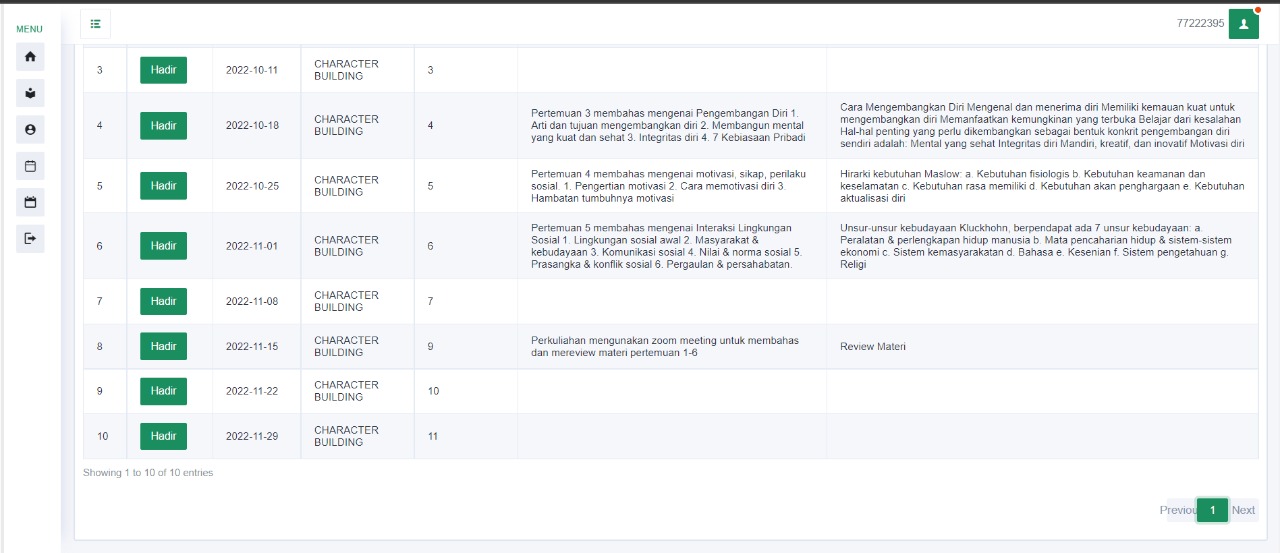 MENU
77222395
3 Hadir 2022-10-11 CHARACTER BUILDING 3
4 Hadir 2022-10-18 CHARACTER BUILDING 4
Pertemuan 3 membahas mengenai Pengembangan Diri 1.
Arti dan tujuan mengembangkan diri 2. Membangun mental
yang kuat dan sehat 3. Integritas diri 4. 7 Kebiasaan Pribadi
Cara Mengembangkan Diri Mengenal dan menerima diri Memiliki kemauan kuat untuk
mengembangkan diri Memanfaatkan kemungkinan yang terbuka Belajar dari kesalahan
Hal-hal penting yang perlu dikembangkan sebagai bentuk konkrit pengembangan diri
sendiri adalah: Mental yang sehat Integritas diri Mandiri, kreatif, dan inovatif Motivasi diri
5 Hadir 2022-10-25 CHARACTER BUILDING 5
Pertemuan 4 membahas mengenai motivasi, sikap, perilaku
sosial. 1. Pengertian motivasi 2. Cara memotivasi diri 3.
Hambatan tumbuhnya motivasi
Hirarki kebutuhan Maslow: a. Kebutuhan fisiologis b. Kebutuhan keamanan dan
keselamatan c. Kebutuhan rasa memiliki d. Kebutuhan akan penghargaan e. Kebutuhan
aktualisasi diri
6 Hadir 2022-11-01 CHARACTER BUILDING 6
Pertemuan 5 membahas mengenai Interaksi Lingkungan
Sosial 1. Lingkungan sosial awal 2. Masyarakat &
kebudayaan 3. Komunikasi sosial 4. Nilai & norma sosial 5.
Prasangka & konflik sosial 6. Pergaulan & persahabatan.
Unsur-unsur kebudayaan Kluckhohn, berpendapat ada 7 unsur kebudayaan: a.
Peralatan & perlengkapan hidup manusia b. Mata pencaharian hidup & sistem-sistem
ekonomi c. Sistem kemasyarakatan d. Bahasa e. Kesenian f. Sistem pengetahuan g.
Religi
7 Hadir 2022-11-08 CHARACTER BUILDING 7
8 Hadir 2022-11-15 CHARACTER BUILDING 9
Perkuliahan mengunakan zoom meeting untuk membahas
dan mereview materi pertemuan 1-6
Review Materi
9 Hadir 2022-11-22 CHARACTER BUILDING 10
10 Hadir 2022-11-29 CHARACTER BUILDING 11
Showing 1 to 10 of 10 entries
Previou 1 Next